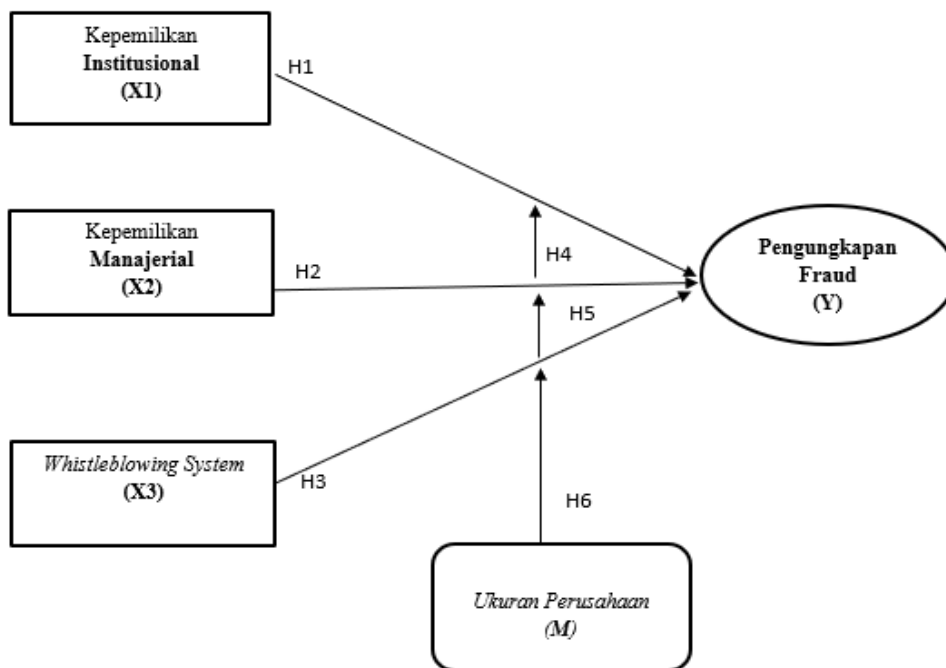 Kepemilikan
Institusional
(X1)
H1
Kepemilikan
Manajerial
(X2)
H2
H4
Pengungkapan
Fraud
(Y)
H5
Whistleblowing System
(X3)
H3
H6
Ukuran Perusahaan
(M)